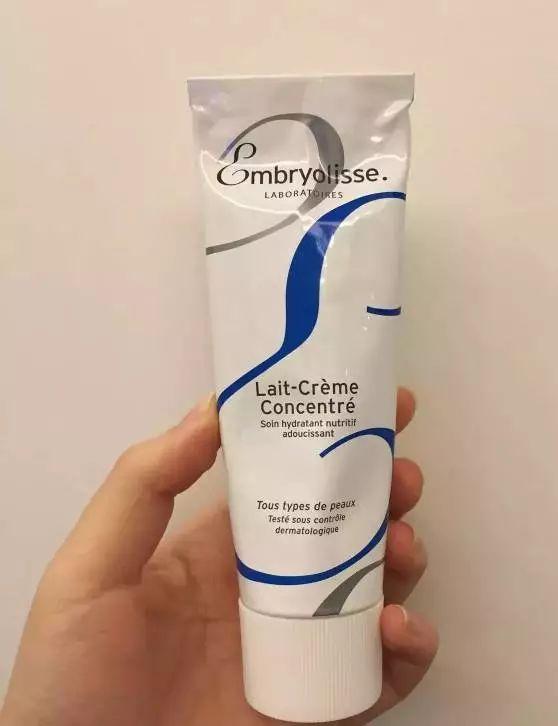 Embryolisse.
LABORATOIRES
Lait-Crème
Concentré
Soin hydratant nutritif
adoucissant
Tous types de peaux
Testé sous contrôle
dermatologique